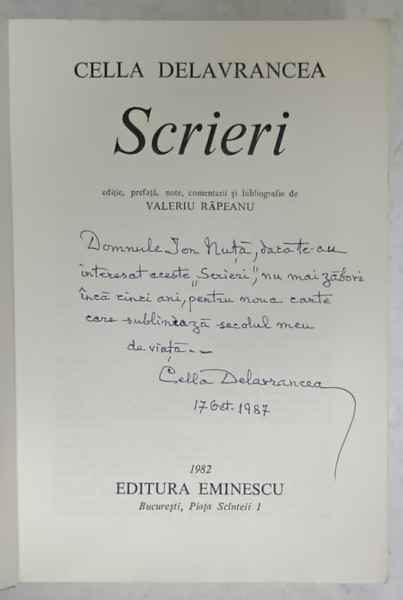 CELLA DELAVRANCEA
Scrieri
ediție, prefață, note, comentarii și bibliografie de
VALERIU RÂPEANU
Domnule Ion Nuță, dacă te-au
interesat aceste „Scrieri”, nu mai zăbovi
încă cinci ani, pentru noua carte
care subliniază secolul meu
de viață --
Cella Delavrancea
17 Oct. 1987
1982
EDITURA EMINESCU
București, Piața Scînteii 1